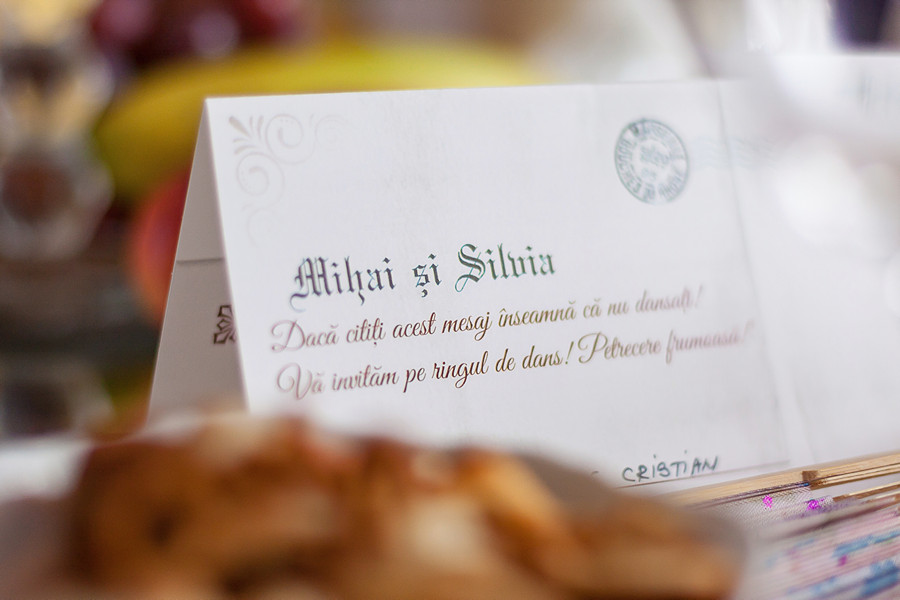 Mihai și Silvia
Dacă citiți acest mesaj înseamnă că nu dansați!
Vă invităm pe ringul de dans! Petrecere frumoasă!
CRISTIAN